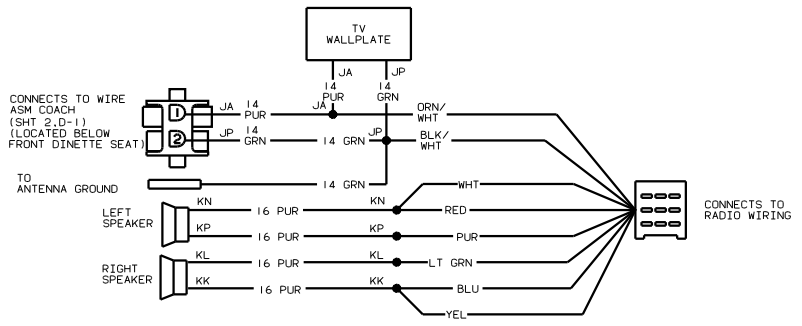 TV
WALLPLATE
JA
JP
14
PUR
14
GRN
CONNECTS TO WIRE
ASM COACH
(SHT 2,D-1)
(LOCATED BELOW
FRONT DINETTE SEAT)
1
2
JA
14
PUR
JA
ORN/
WHT
JP
14
GRN
14 GRN
JP
BLK/
WHT
TO
ANTENNA GROUND
14 GRN
WHT
LEFT
SPEAKER
KN
16 PUR
KN
RED
KP
16 PUR
KP
PUR
RIGHT
SPEAKER
KL
16 PUR
KL
LT GRN
KK
16 PUR
KK
BLU
YEL
CONNECTS TO
RADIO WIRING